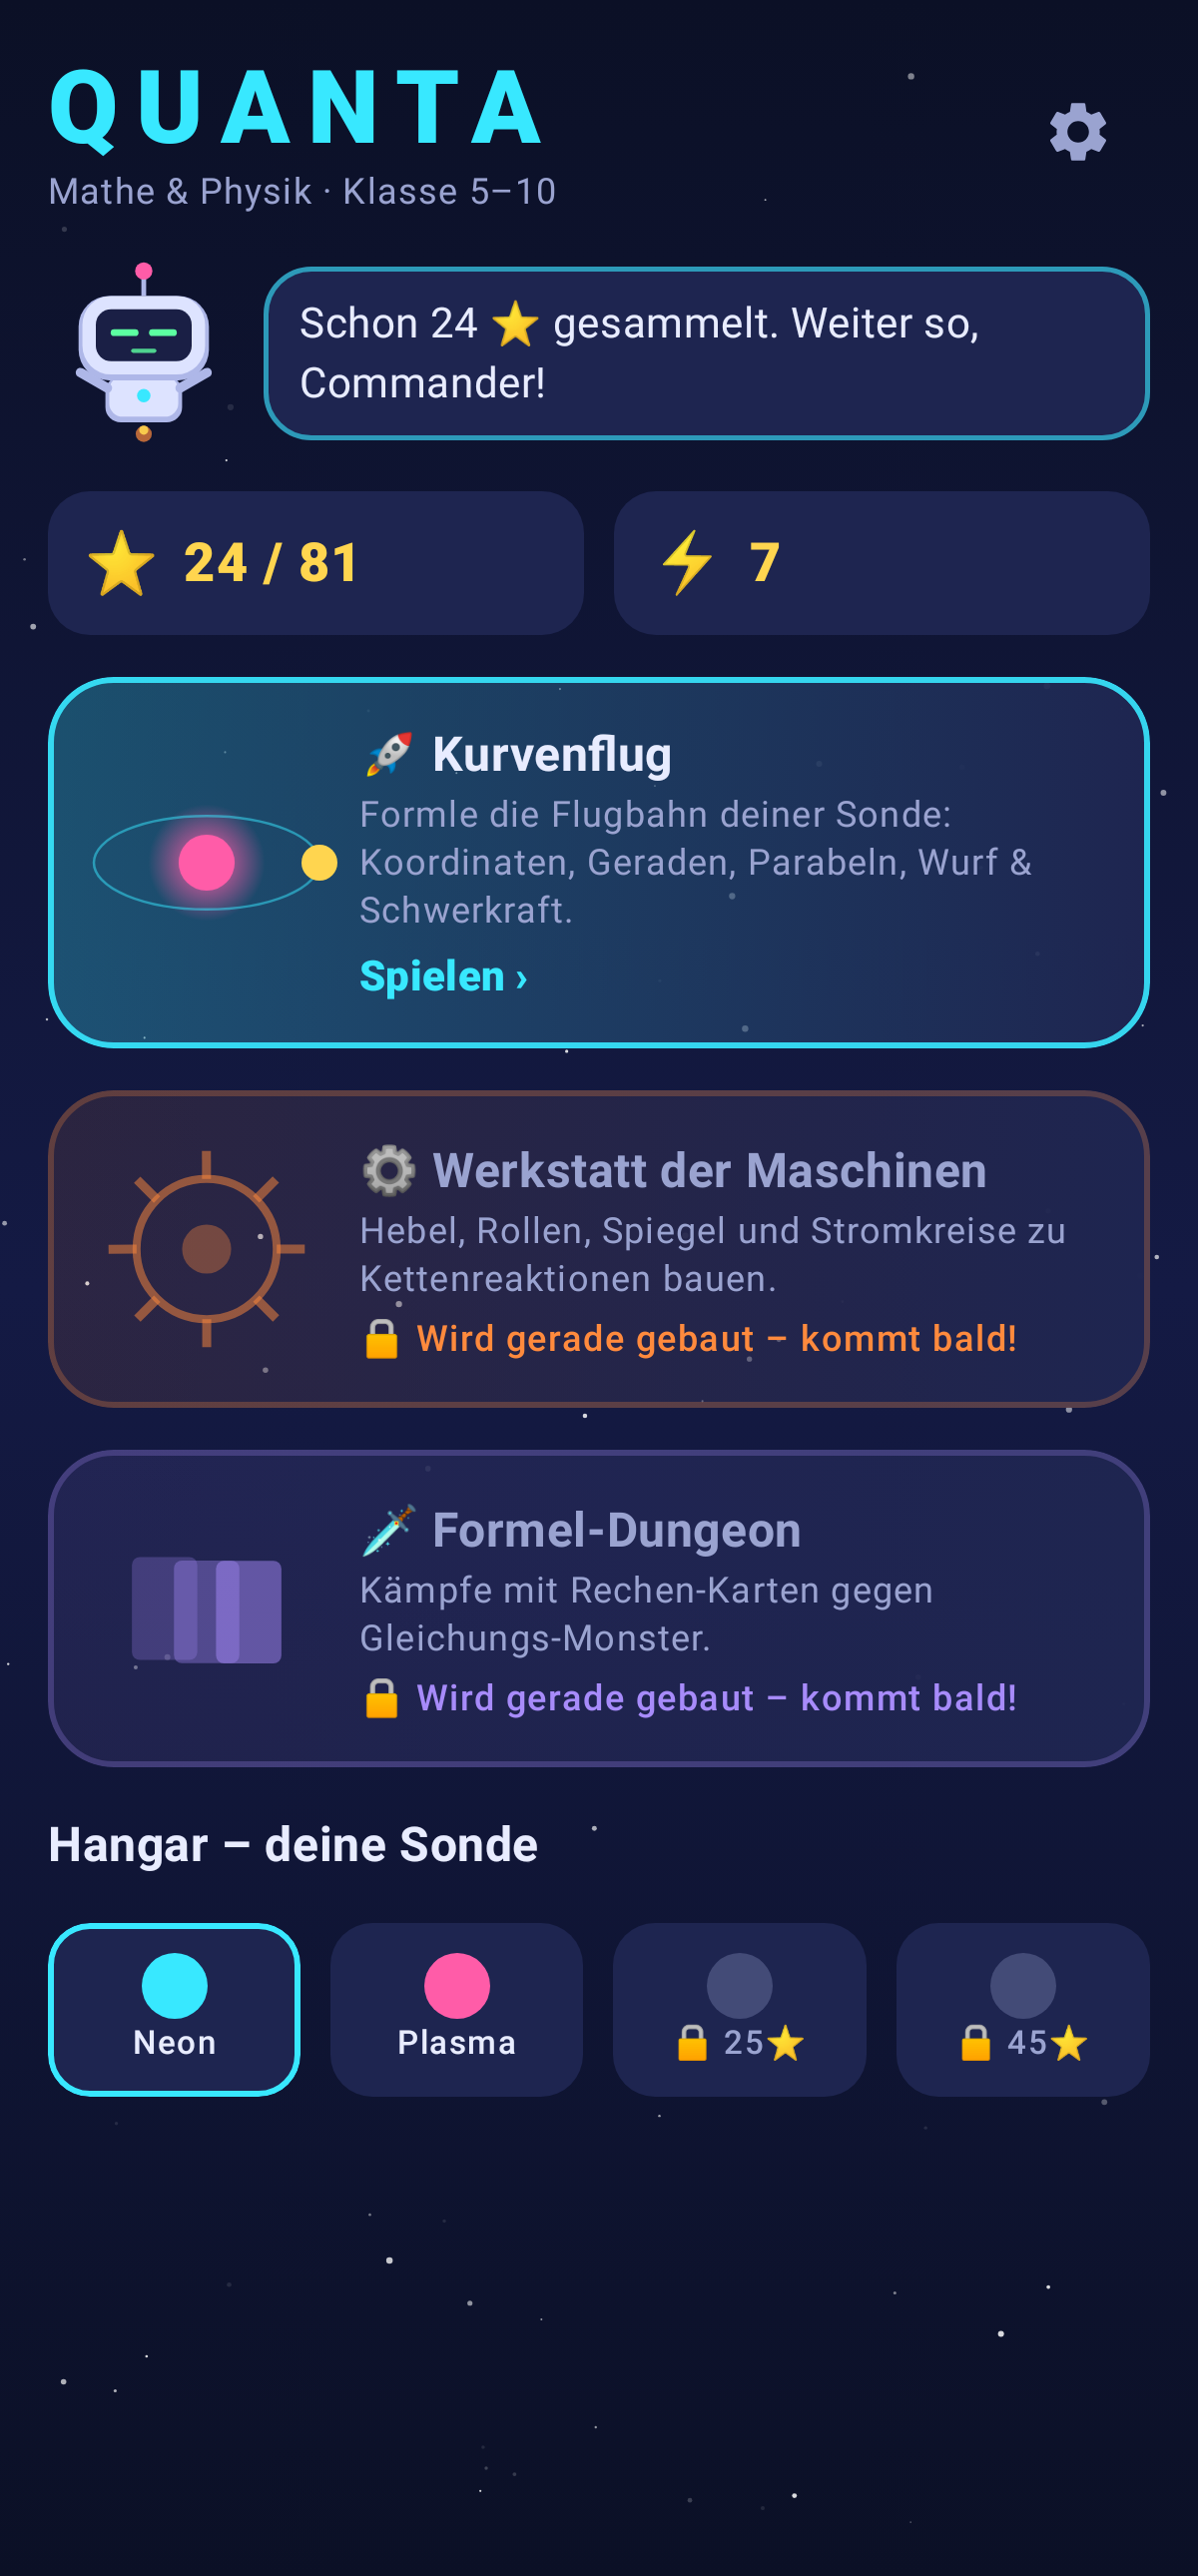 QUANTA
Mathe & Physik · Klasse 5–10
Schon 24 ⭐ gesammelt. Weiter so,
Commander!
⭐ 24 / 81
⚡ 7
🚀 Kurvenflug
Formle die Flugbahn deiner Sonde:
Koordinaten, Geraden, Parabeln, Wurf &
Schwerkraft.
Spielen ›
⚙️ Werkstatt der Maschinen
Hebel, Rollen, Spiegel und Stromkreise zu
Kettenreaktionen bauen.
🔒 Wird gerade gebaut – kommt bald!
🗡️ Formel-Dungeon
Kämpfe mit Rechen-Karten gegen
Gleichungs-Monster.
🔒 Wird gerade gebaut – kommt bald!
Hangar – deine Sonde
Neon
Plasma
🔒 25⭐
🔒 45⭐